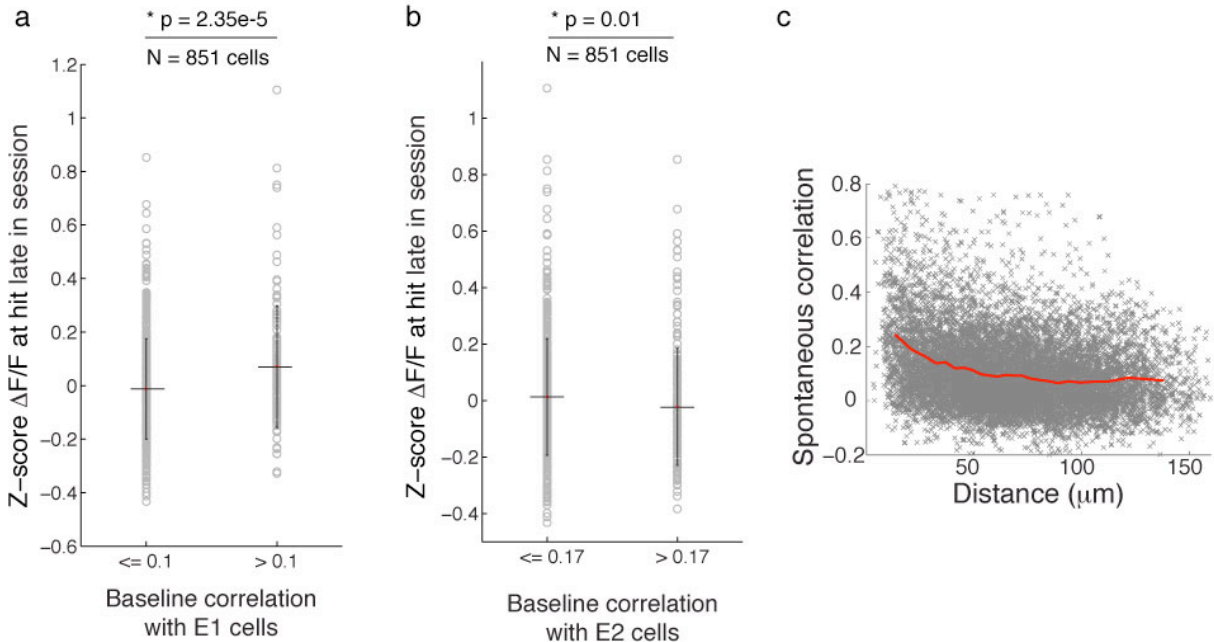 a
* p = 2.35e-5
N = 851 cells
1.2
1
0.8
0.6
0.4
0.2
0
−0.2
−0.4
−0.6
Z−score ΔF/F at hit late in session
<= 0.1
> 0.1
Baseline correlation
with E1 cells
b
* p = 0.01
N = 851 cells
1
0.8
0.6
0.4
0.2
0
−0.2
−0.4
Z−score ΔF/F at hit late in session
<= 0.17
> 0.17
Baseline correlation
with E2 cells
c
0.8
0.6
0.4
0.2
0
−0.2
Spontaneous correlation
50
100
150
Distance (μm)